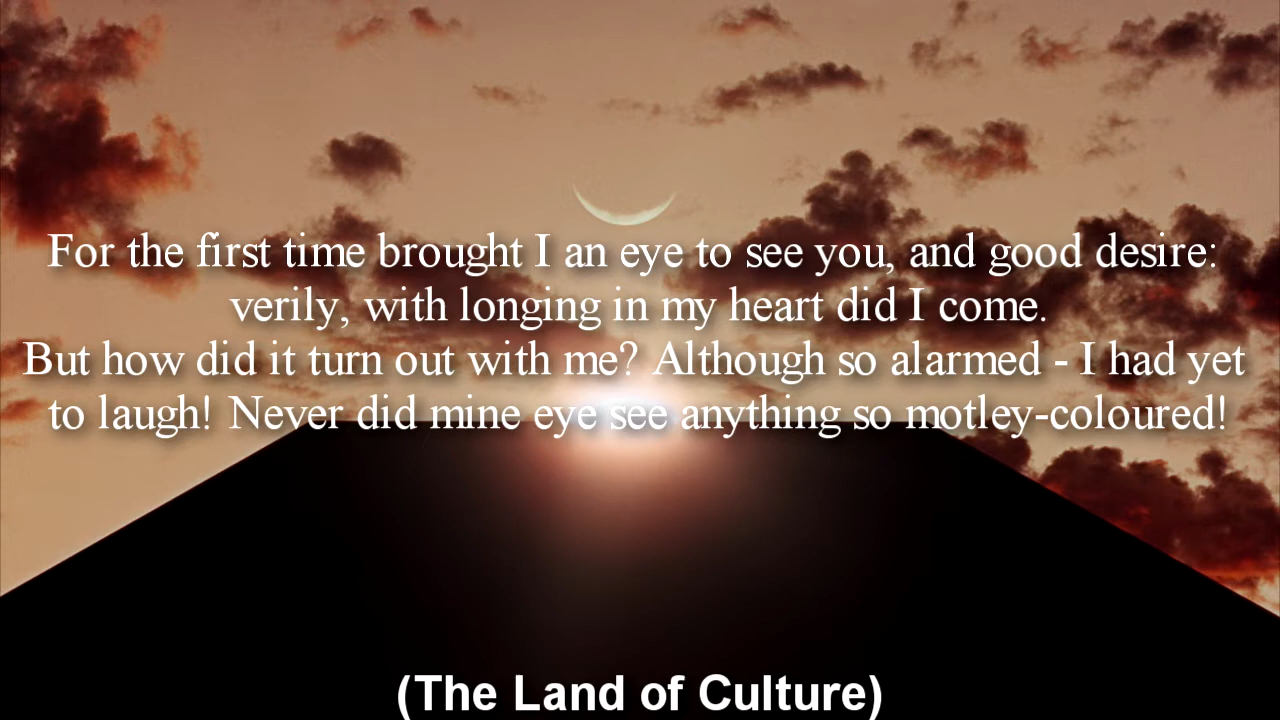 For the first time brought I an eye to see you, and good desire:
verily, with longing in my heart did I come.
But how did it turn out with me? Although so alarmed - I had yet
to laugh! Never did mine eye see anything so motley-coloured!
(The Land of Culture)